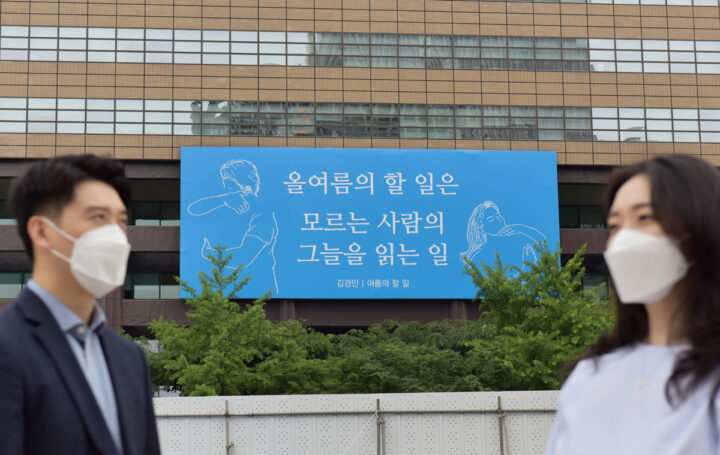 올여름의 할 일은
모르는 사람의
그늘을 읽는 일
김경인 | 여름의 할 일